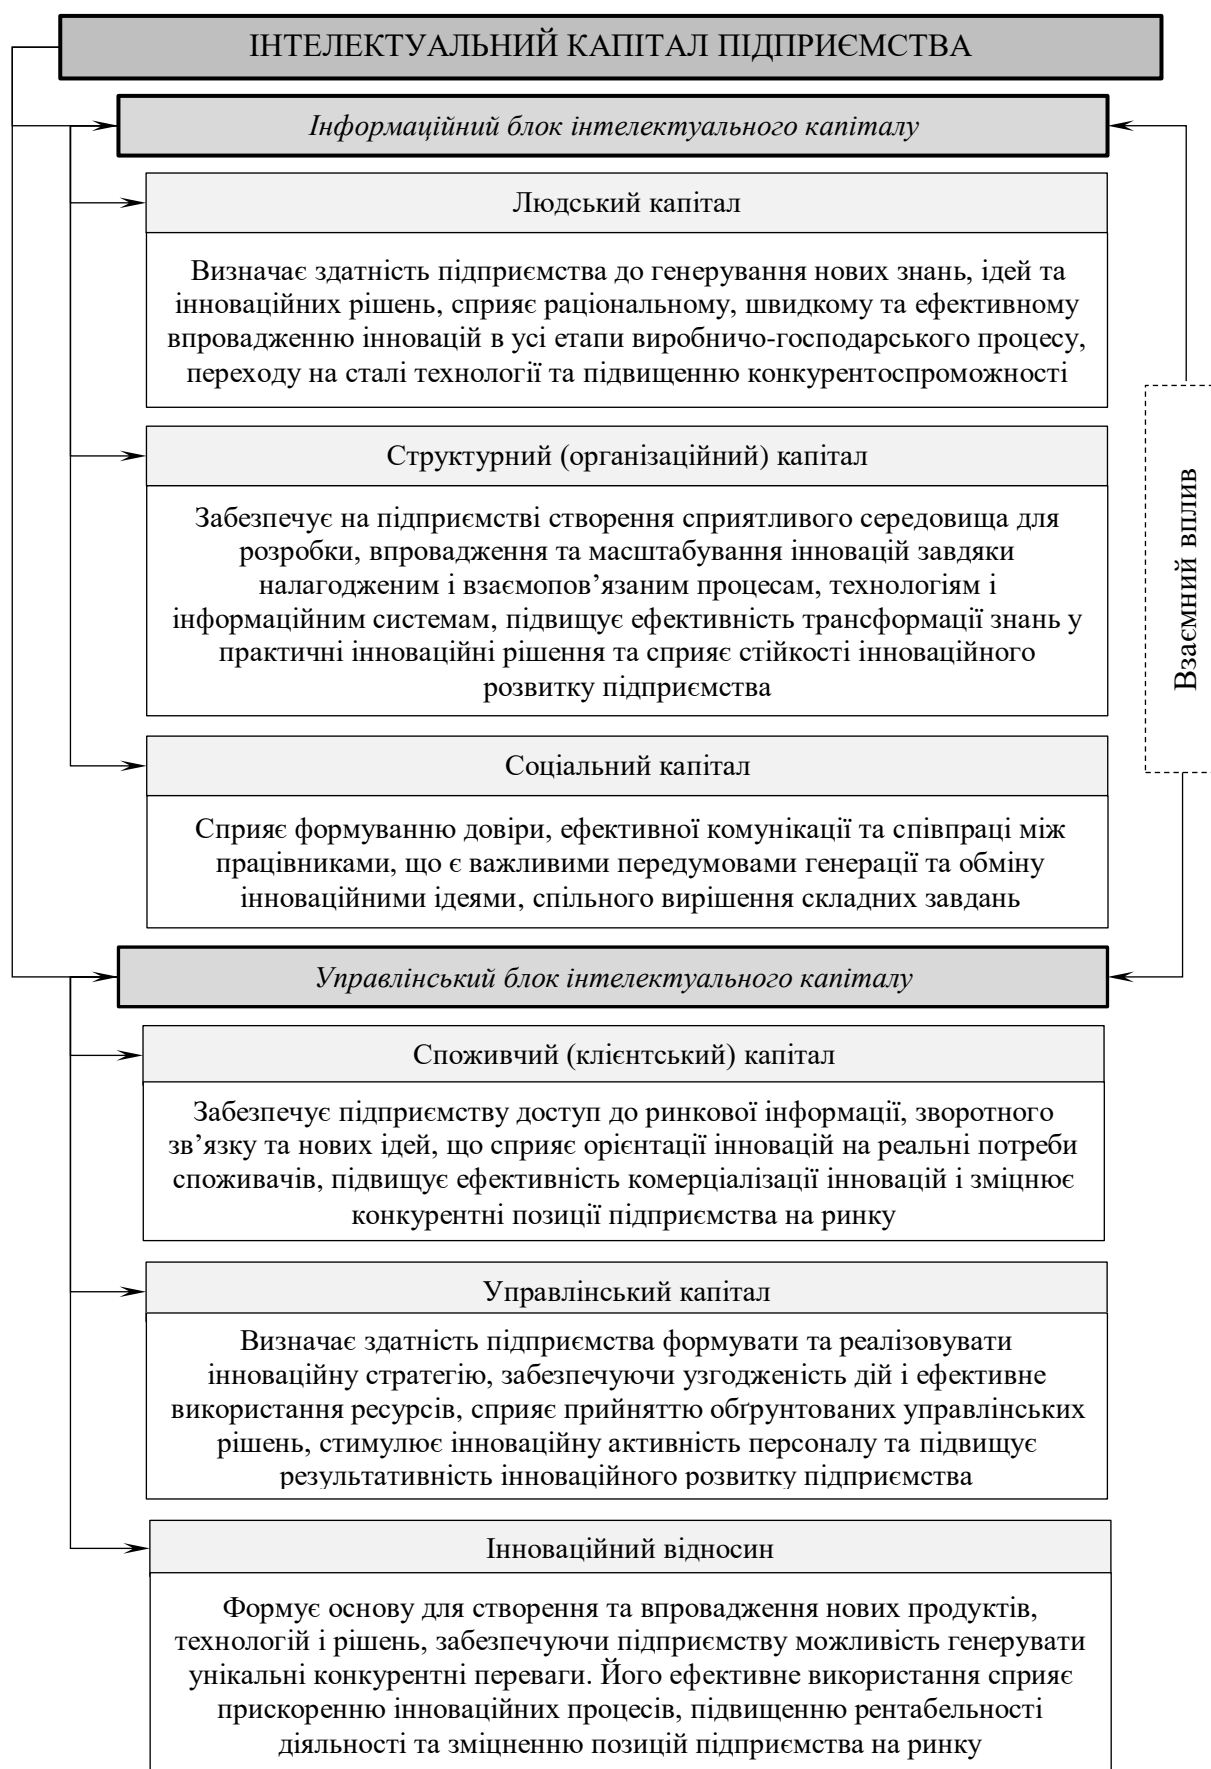 ІНТЕЛЕКТУАЛЬНИЙ КАПІТАЛ ПІДПРИЄМСТВА
Інформаційний блок інтелектуального капіталу
Людський капітал
Визначає здатність підприємства до генерування нових знань, ідей та
інноваційних рішень, сприяє раціональному, швидкому та ефективному
впровадженню інновацій в усі етапи виробничо-господарського процесу,
переходу на сталі технології та підвищенню конкурентоспроможності
Структурний (організаційний) капітал
Забезпечує на підприємстві створення сприятливого середовища для
розробки, впровадження та масштабування інновацій завдяки
налагодженим і взаємопов’язаним процесам, технологіям і
інформаційним системам, підвищує ефективність трансформації знань у
практичні інноваційні рішення та сприяє стійкості інноваційного
розвитку підприємства
Взаємний вплив
Соціальний капітал
Сприяє формуванню довіри, ефективної комунікації та співпраці між
працівниками, що є важливими передумовами генерації та обміну
інноваційними ідеями, спільного вирішення складних завдань
Управлінський блок інтелектуального капіталу
Споживчий (клієнтський) капітал
Забезпечує підприємству доступ до ринкової інформації, зворотного
зв’язку та нових ідей, що сприяє орієнтації інновацій на реальні потреби
споживачів, підвищує ефективність комерціалізації інновацій і зміцнює
конкурентні позиції підприємства на ринку
Управлінський капітал
Визначає здатність підприємства формувати та реалізовувати
інноваційну стратегію, забезпечуючи узгодженість дій і ефективне
використання ресурсів, сприяє прийняттю обґрунтованих управлінських
рішень, стимулює інноваційну активність персоналу та підвищує
результативність інноваційного розвитку підприємства
Інноваційний відносин
Формує основу для створення та впровадження нових продуктів,
технологій і рішень, забезпечуючи підприємству можливість генерувати
унікальні конкурентні переваги. Його ефективне використання сприяє
прискоренню інноваційних процесів, підвищенню рентабельності
діяльності та зміцненню позицій підприємства на ринку